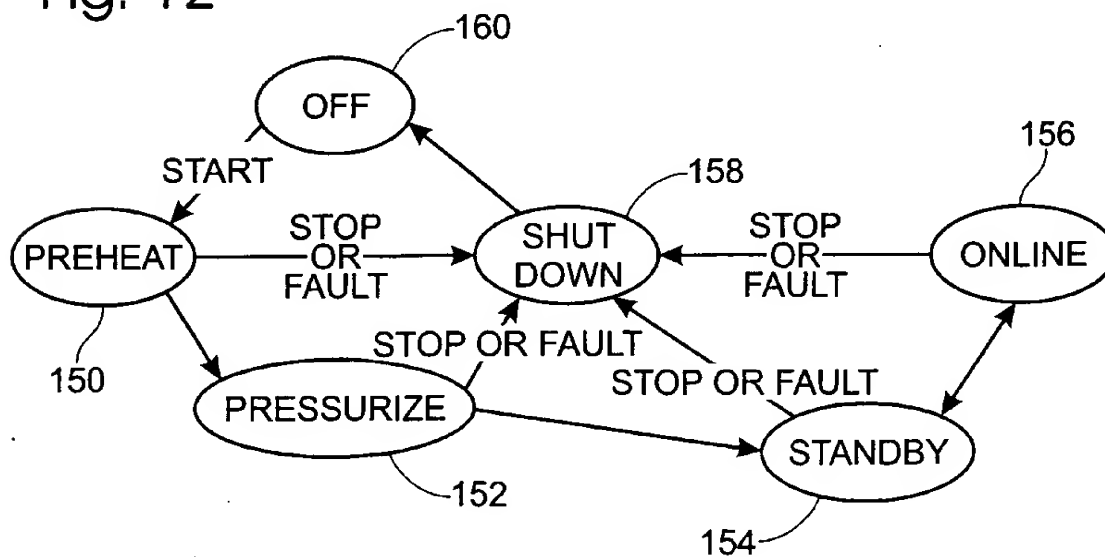 Fig. 12
160
OFF
156
START
158
STOP
OR
FAULT
SHUT
DOWN
STOP
OR
FAULT
PREHEAT
ONLINE
150
STOP OR FAULT
STOP OR FAULT
PRESSURIZE
STANDBY
152
154